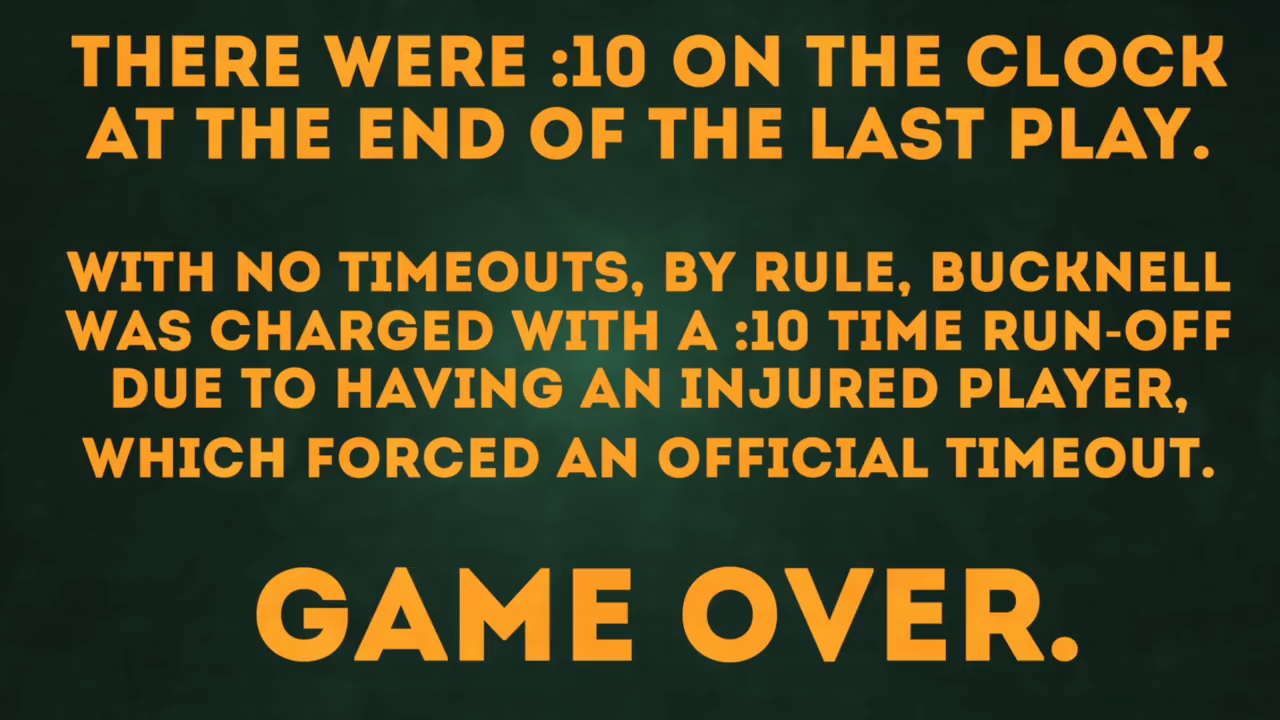 THERE WERE :10 ON THE CLOCK
AT THE END OF THE LAST PLAY.
WITH NO TIMEOUTS, BY RULE, BUCKNELL
WAS CHARGED WITH A :10 TIME RUN-OFF
DUE TO HAVING AN INJURED PLAYER,
WHICH FORCED AN OFFICIAL TIMEOUT.
GAME OVER.